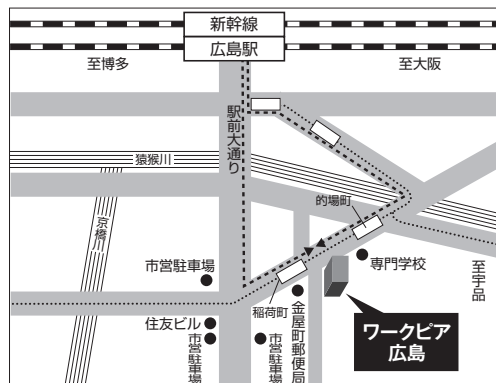 新幹線
広島駅
至博多
至大阪
駅前大通り
猿猴川
京橋川
的場町
市営駐車場
専門学校
至宇品
稲荷町
住友ビル
市営駐車場
市営駐車場
金屋町郵便局
ワークピア
広島